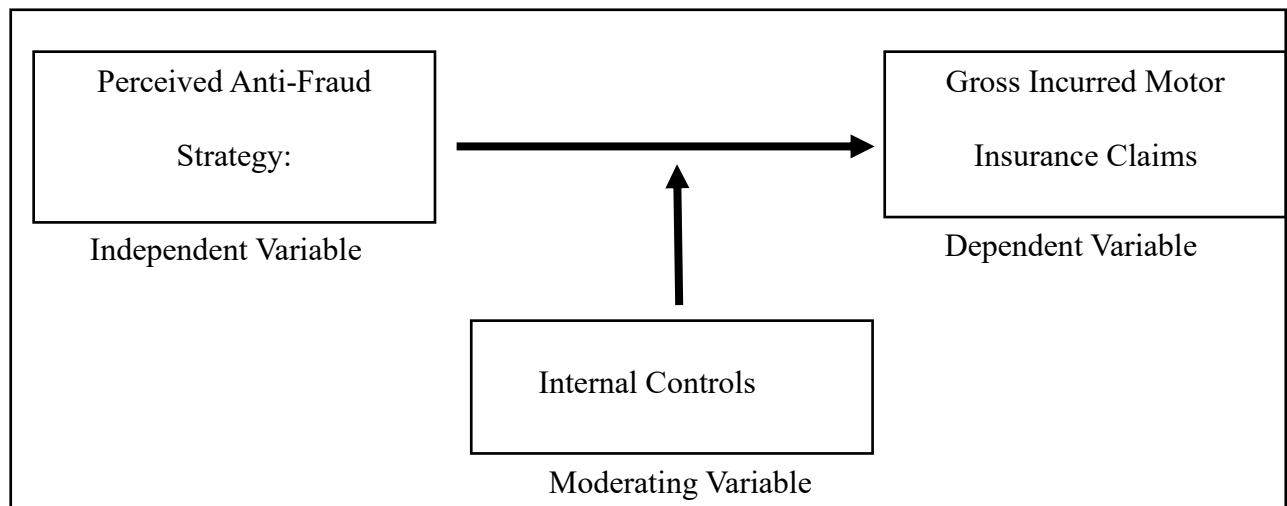 Perceived Anti-Fraud
Strategy:
Independent Variable
Gross Incurred Motor
Insurance Claims
Dependent Variable
Internal Controls
Moderating Variable